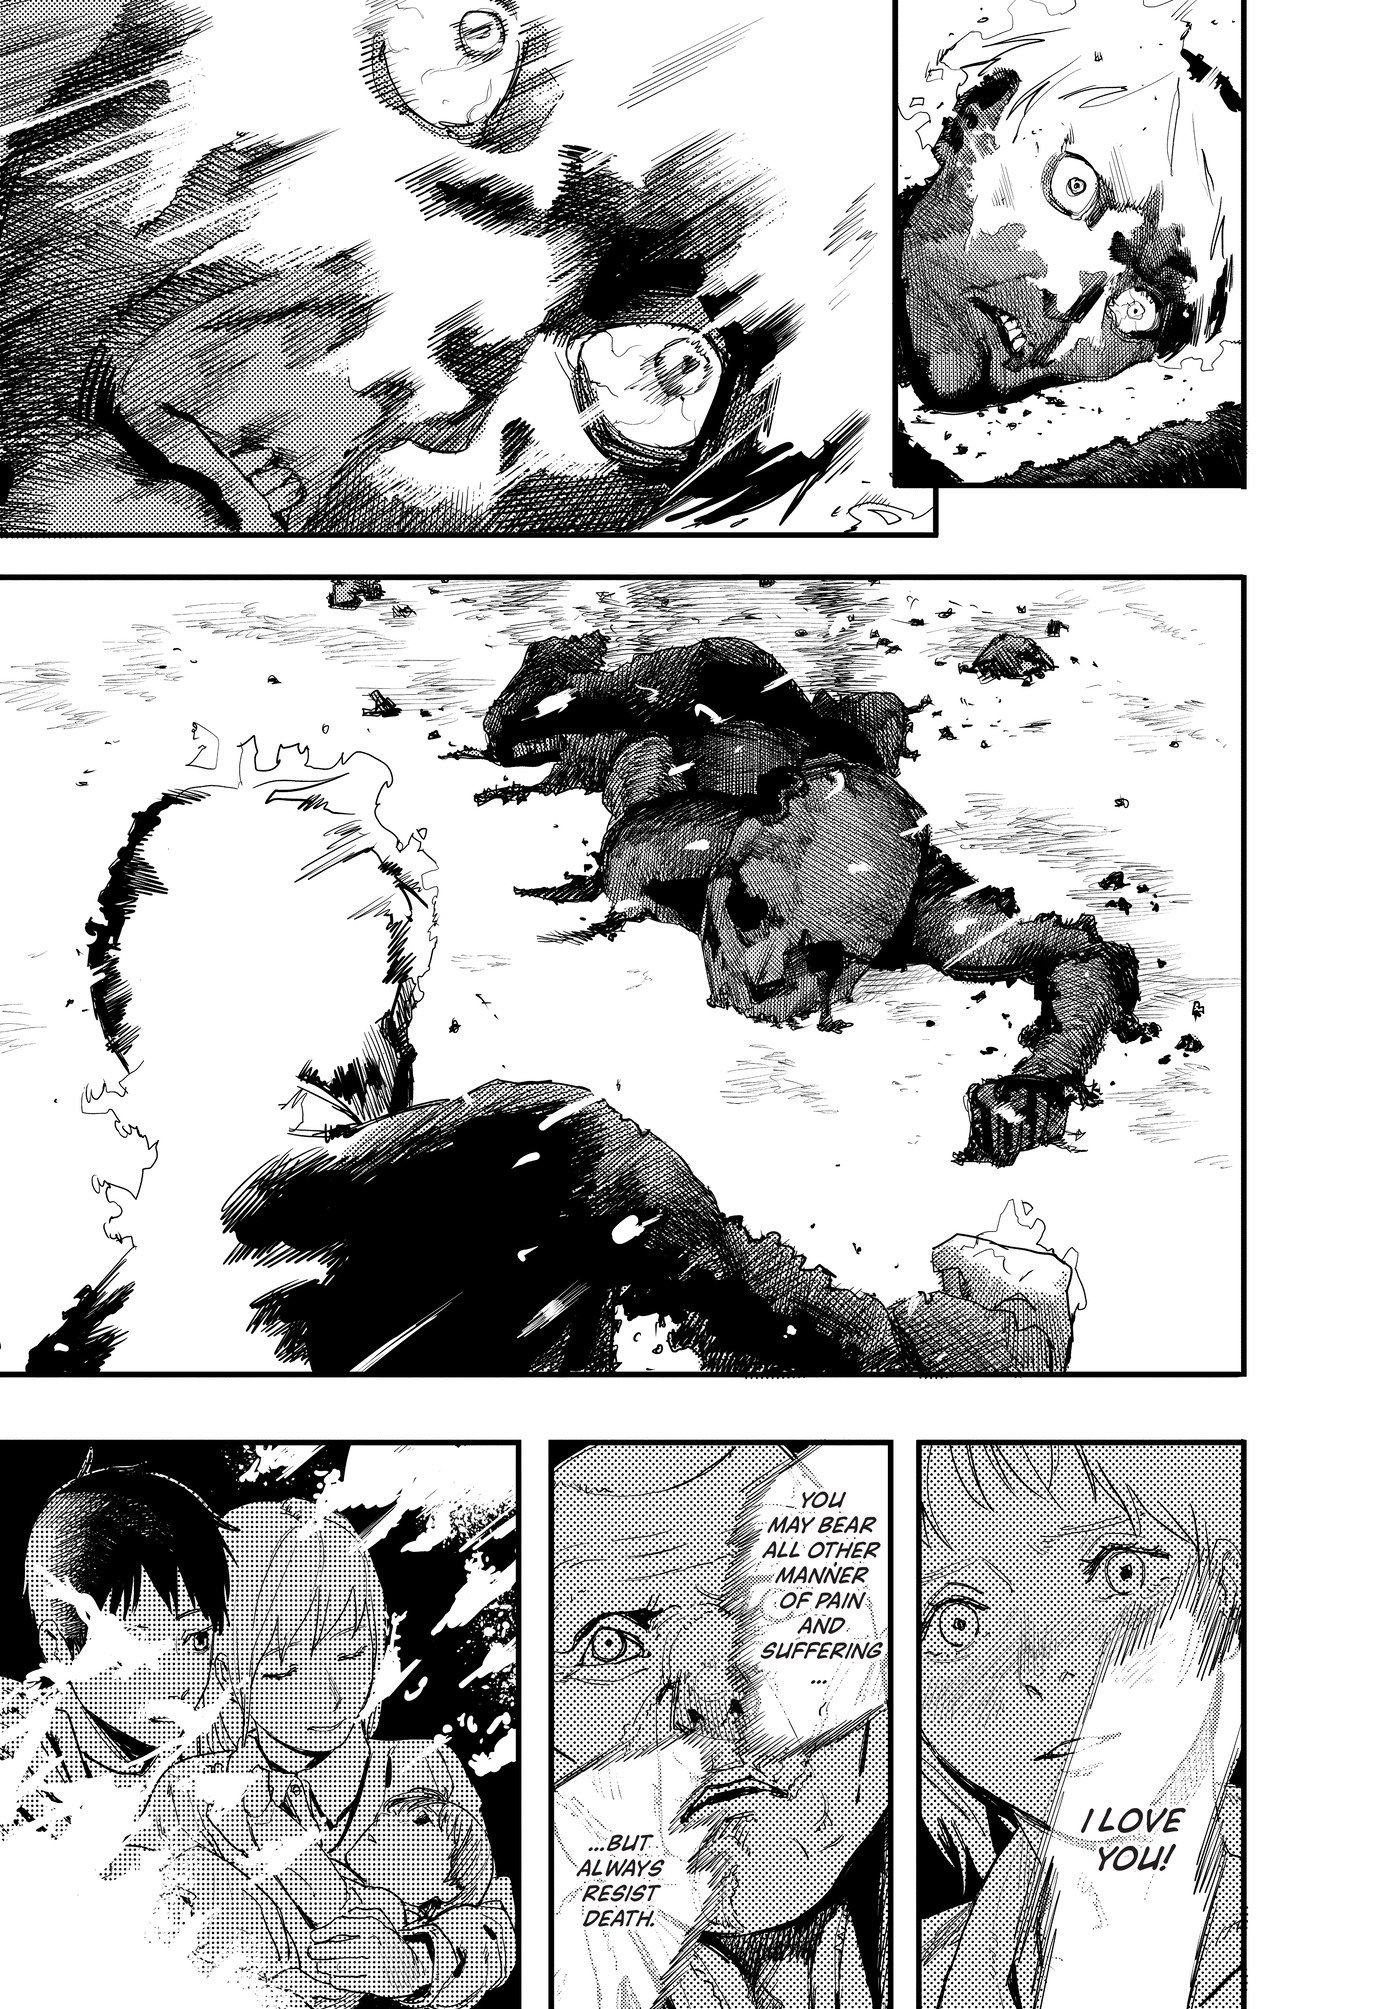 I LOVE
YOU!
YOU
MAY BEAR
ALL OTHER
MANNER
OF PAIN
AND
SUFFERING
...
...BUT
ALWAYS
RESIST
DEATH.